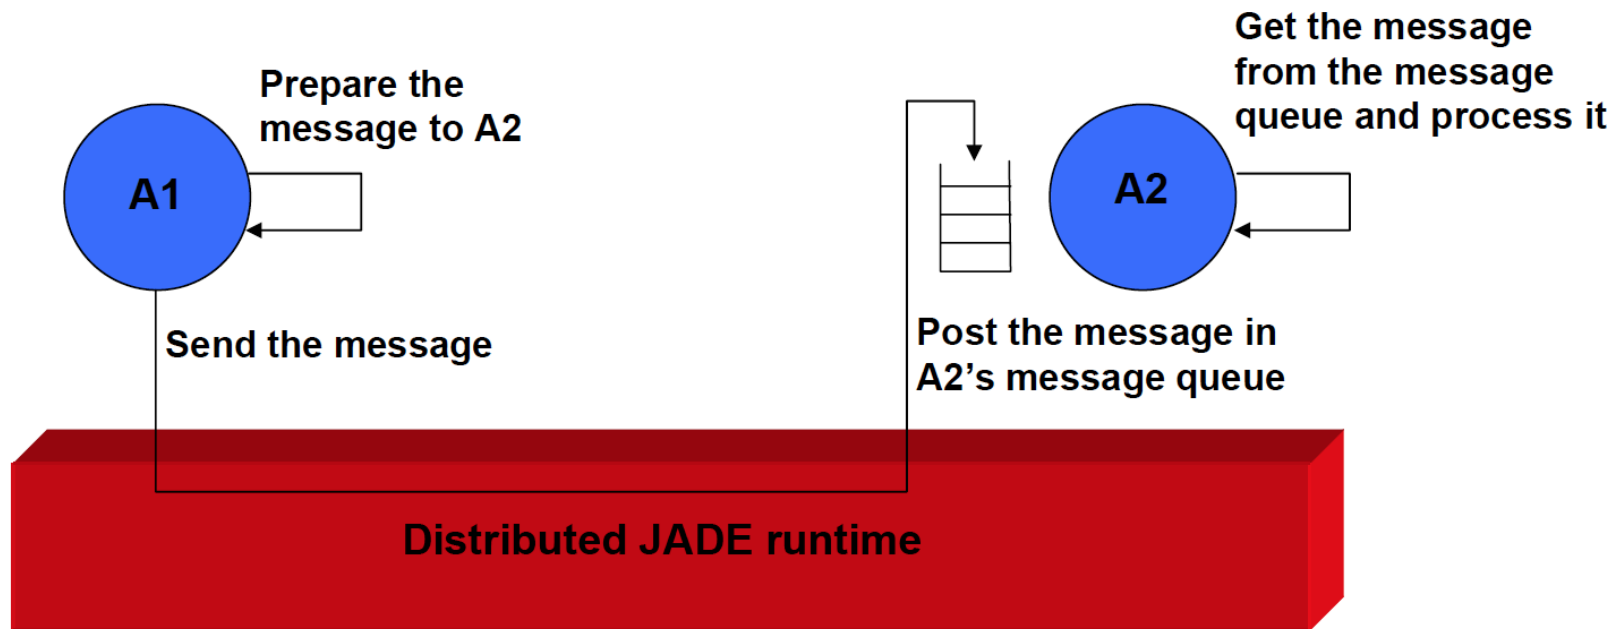 Prepare the
message to A2
A1
Send the message
Get the message
from the message
queue and process it
A2
Post the message in
A2’s message queue
Distributed JADE runtime